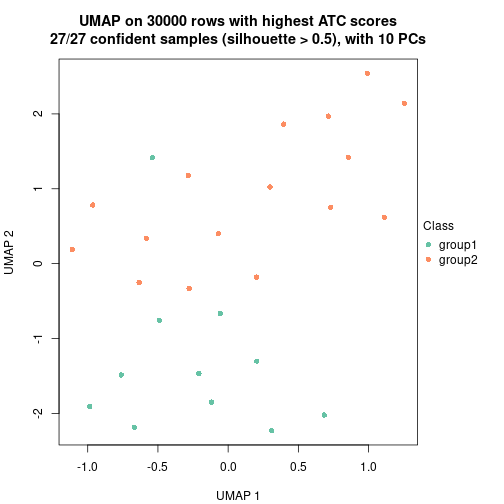 UMAP on 30000 rows with highest ATC scores
27/27 confident samples (silhouette > 0.5), with 10 PCs
2
1
0
-1
-2
UMAP 2
Class
group1
group2
-1.0 -0.5 0.0 0.5 1.0
UMAP 1